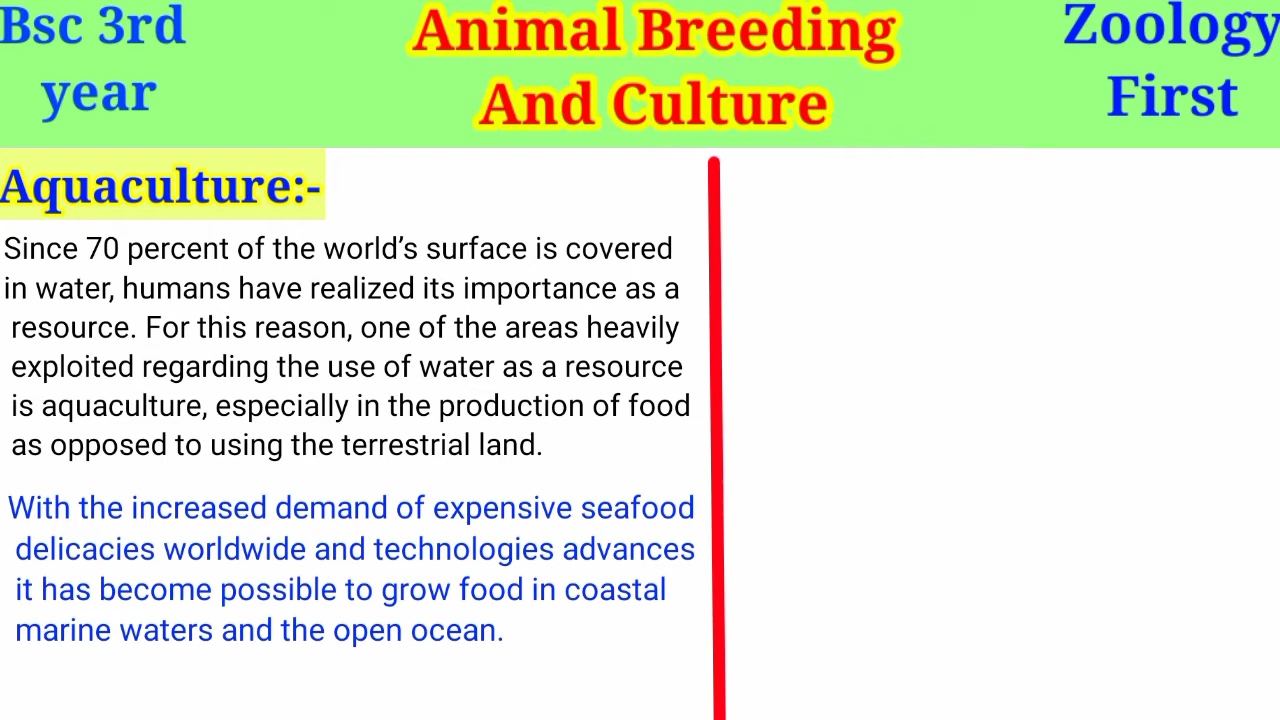 Bsc 3rd
year
Animal Breeding
And Culture
Zoology
First
Aquaculture:-
Since 70 percent of the world’s surface is covered
in water, humans have realized its importance as a
resource. For this reason, one of the areas heavily
exploited regarding the use of water as a resource
is aquaculture, especially in the production of food
as opposed to using the terrestrial land.
With the increased demand of expensive seafood
delicacies worldwide and technologies advances
it has become possible to grow food in coastal
marine waters and the open ocean.